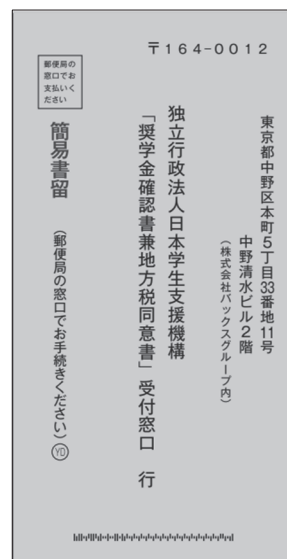 〒164-0012
東京都中野区本町5丁目33番地11号
中野清水ビル2階
（株式会社バックスグループ内）
独立行政法人日本学生支援機構
「奨学金確認書兼地方税同意書」受付窓口　行
郵便局の
窓口でお
支払いく
ださい
簡易書留（郵便局の窓口でお手続きください）YD